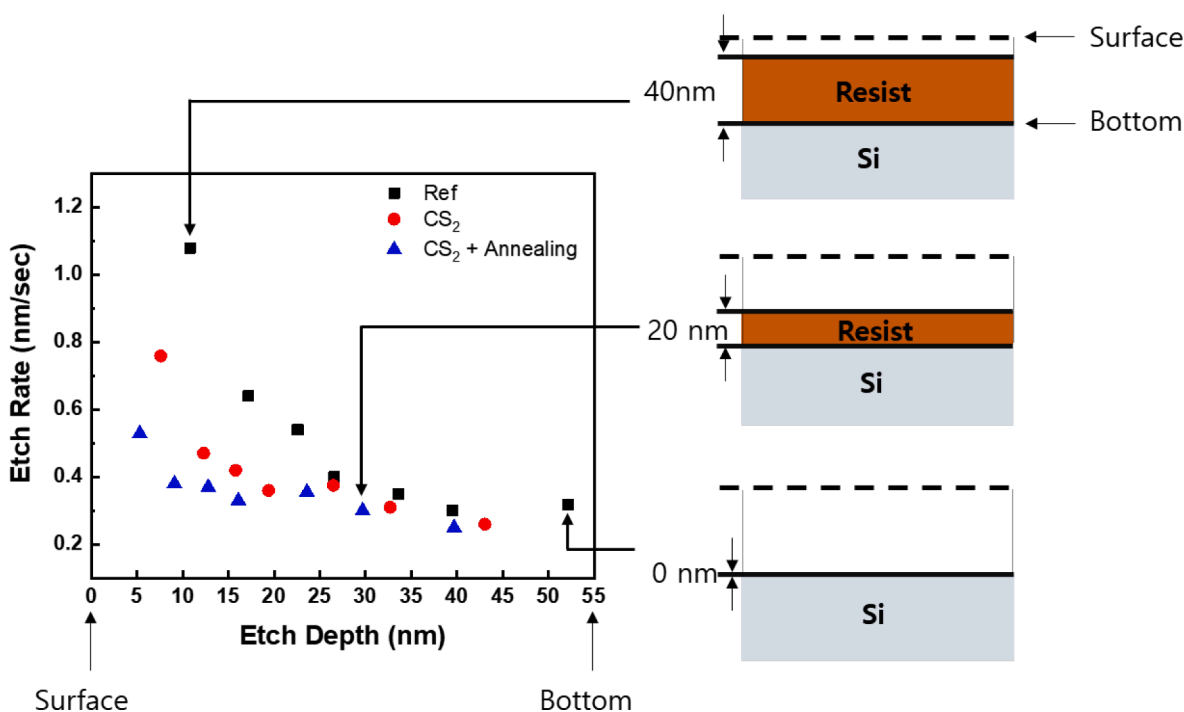 Surface
40nm
Resist
Bottom
Si
Ref
CS2
CS2 + Annealing
1.2
1.0
0.8
0.6
0.4
0.2
Etch Rate (nm/sec)
0 5 10 15 20 25 30 35 40 45 50 55
Etch Depth (nm)
Surface
Bottom
20 nm
Resist
Si
0 nm
Si